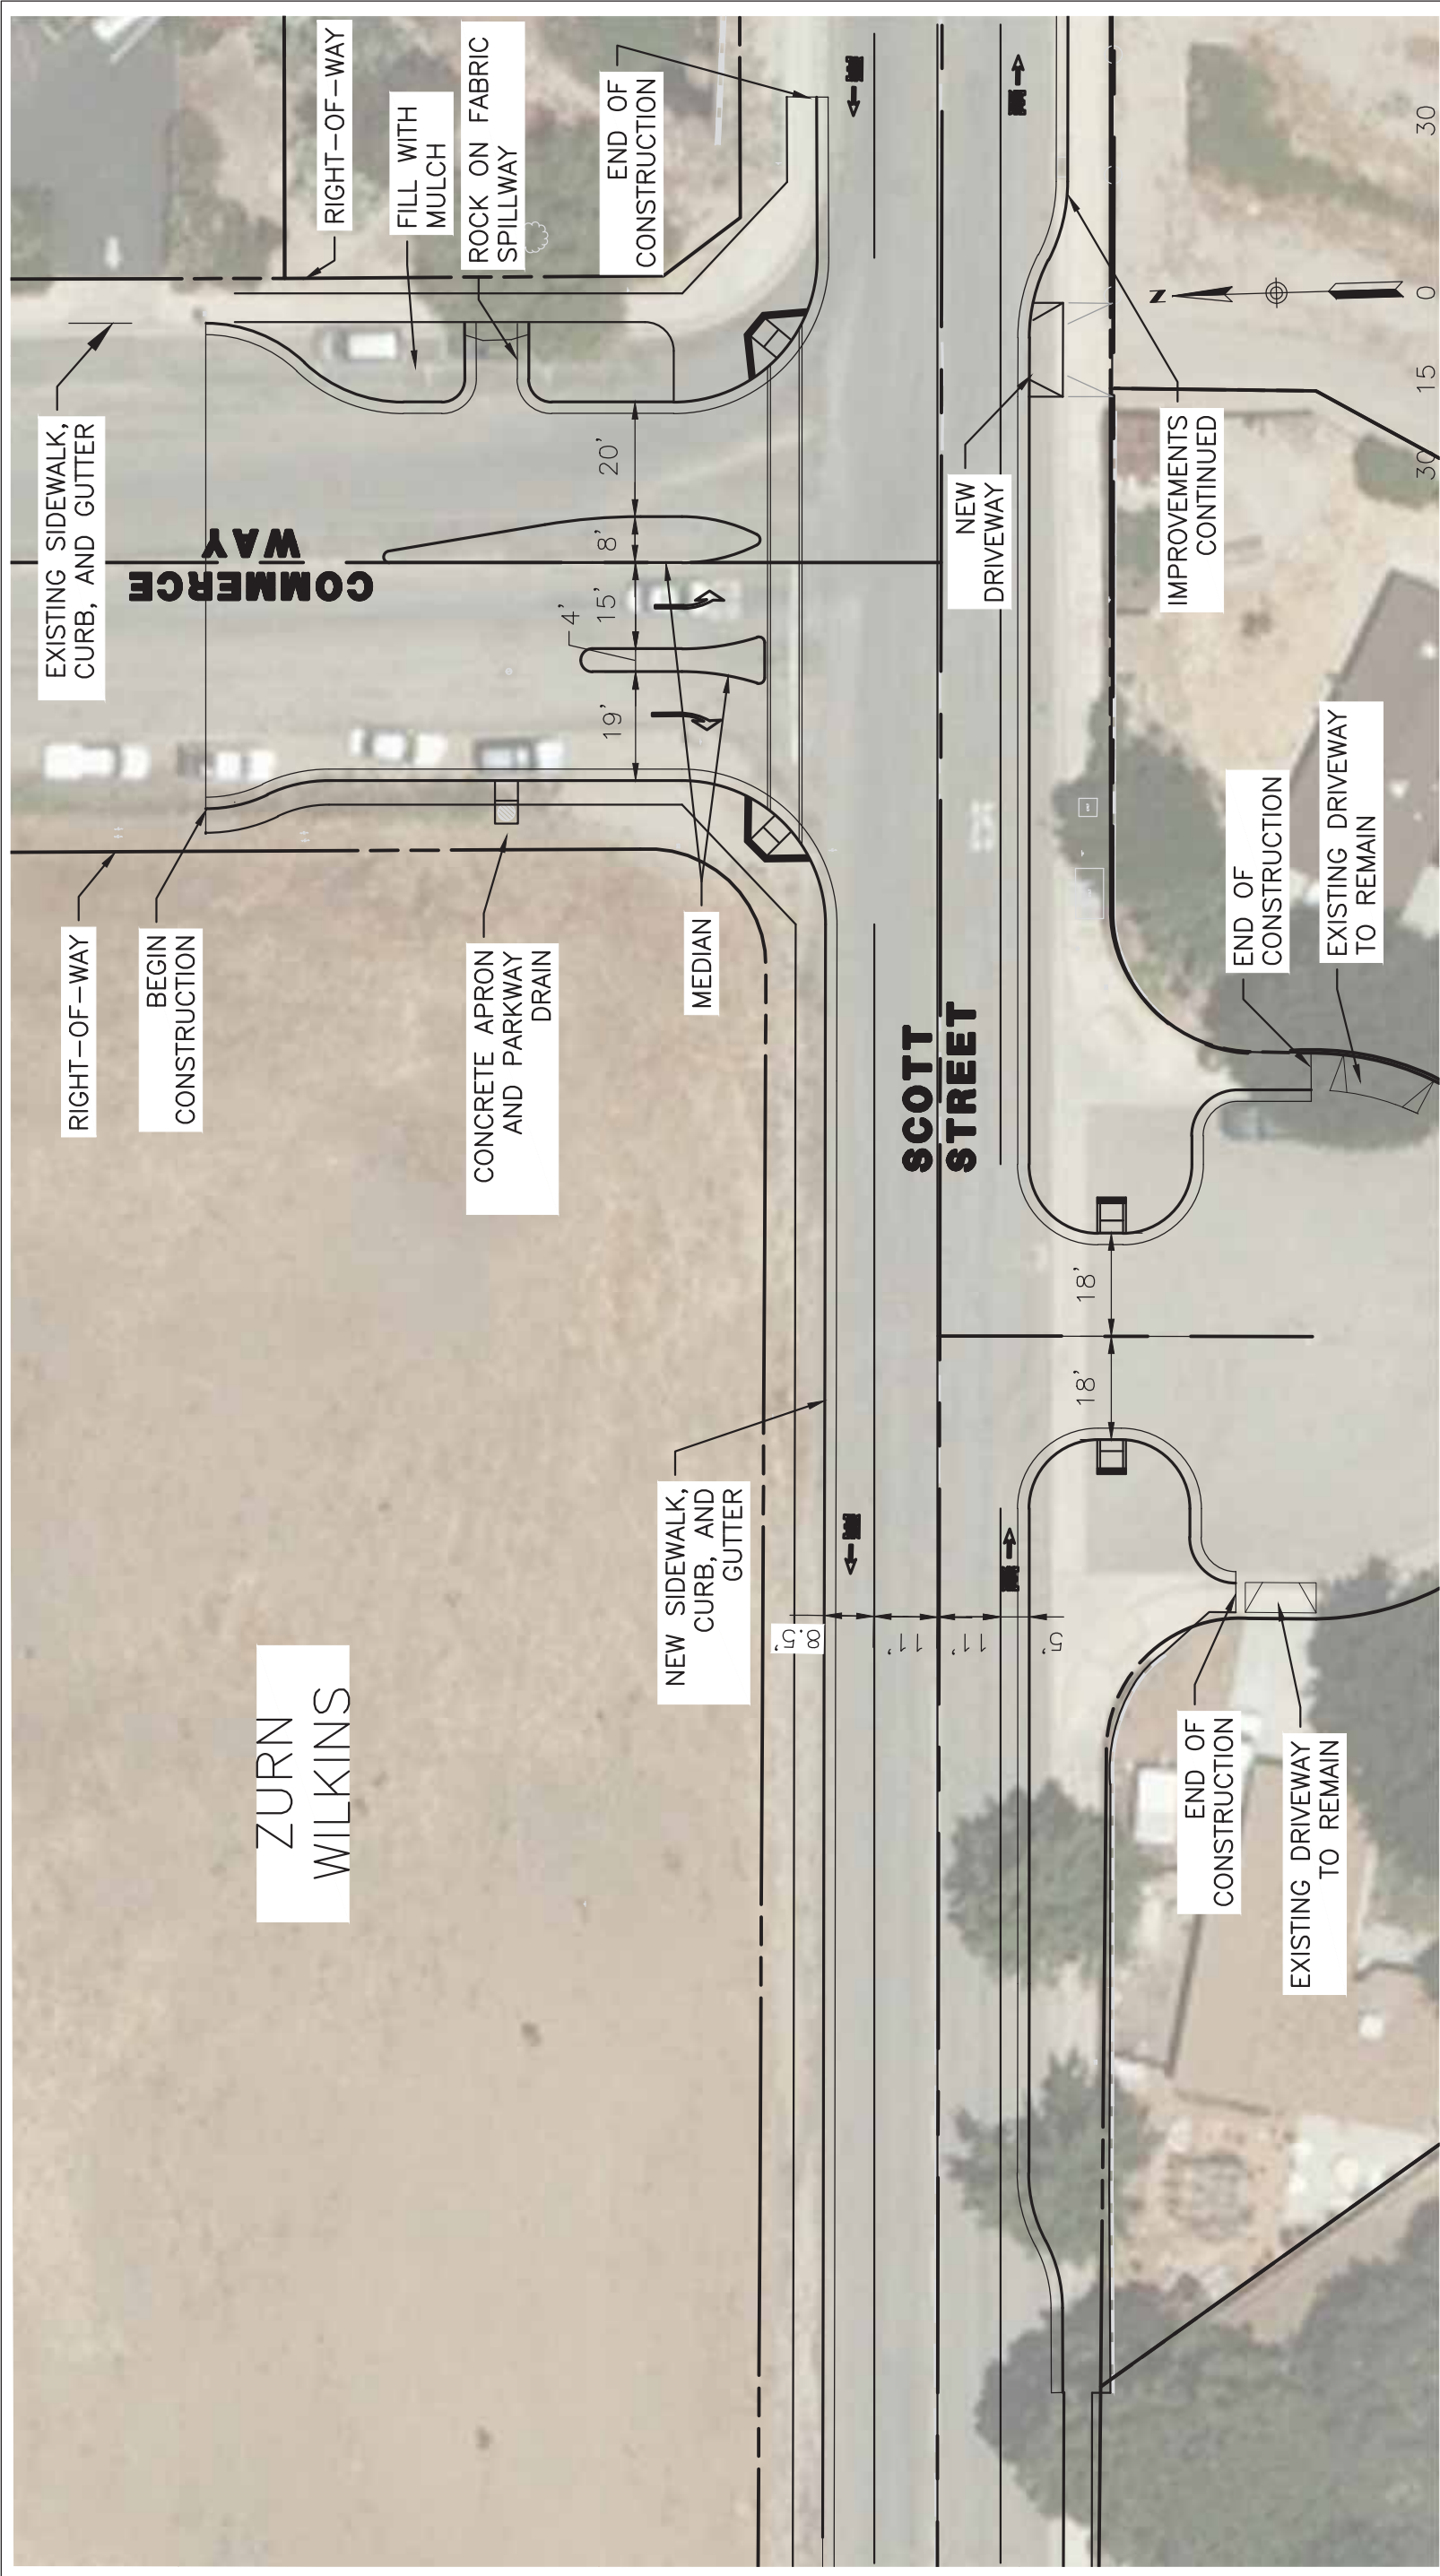 EXISTING SIDEWALK,
CURB, AND GUTTER
RIGHT-OF-WAY
FILL WITH
MULCH
ROCK ON FABRIC
SPILLWAY
END OF
CONSTRUCTION
COMMERCE
WAY
RIGHT-OF-WAY
BEGIN
CONSTRUCTION
CONCRETE APRON
AND PARKWAY
DRAIN
MEDIAN
19'
4'
15'
8'
20'
ZURN
WILKINS
NEW SIDEWALK,
CURB, AND
GUTTER
SCOTT
STREET
8.5'
11'
11'
5'
18'
18'
NEW
DRIVEWAY
IMPROVEMENTS
CONTINUED
END OF
CONSTRUCTION
EXISTING DRIVEWAY
TO REMAIN
END OF
CONSTRUCTION
EXISTING DRIVEWAY
TO REMAIN
N
30
15
0
30